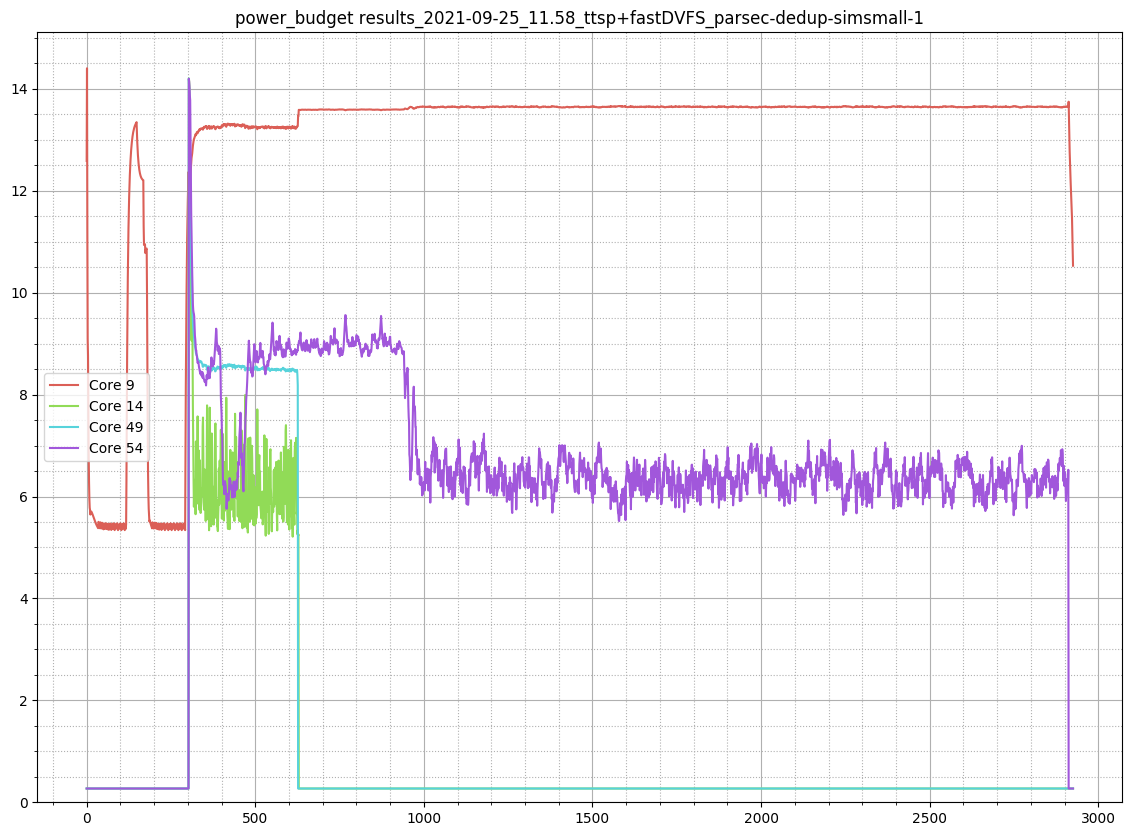 power_budget results_2021-09-25_11.58_ttsp+fastDVFS_parsec-dedup-simsmall-1
14
12
10
8
6
4
2
0
Core 9
Core 14
Core 49
Core 54
0 500 1000 1500 2000 2500 3000